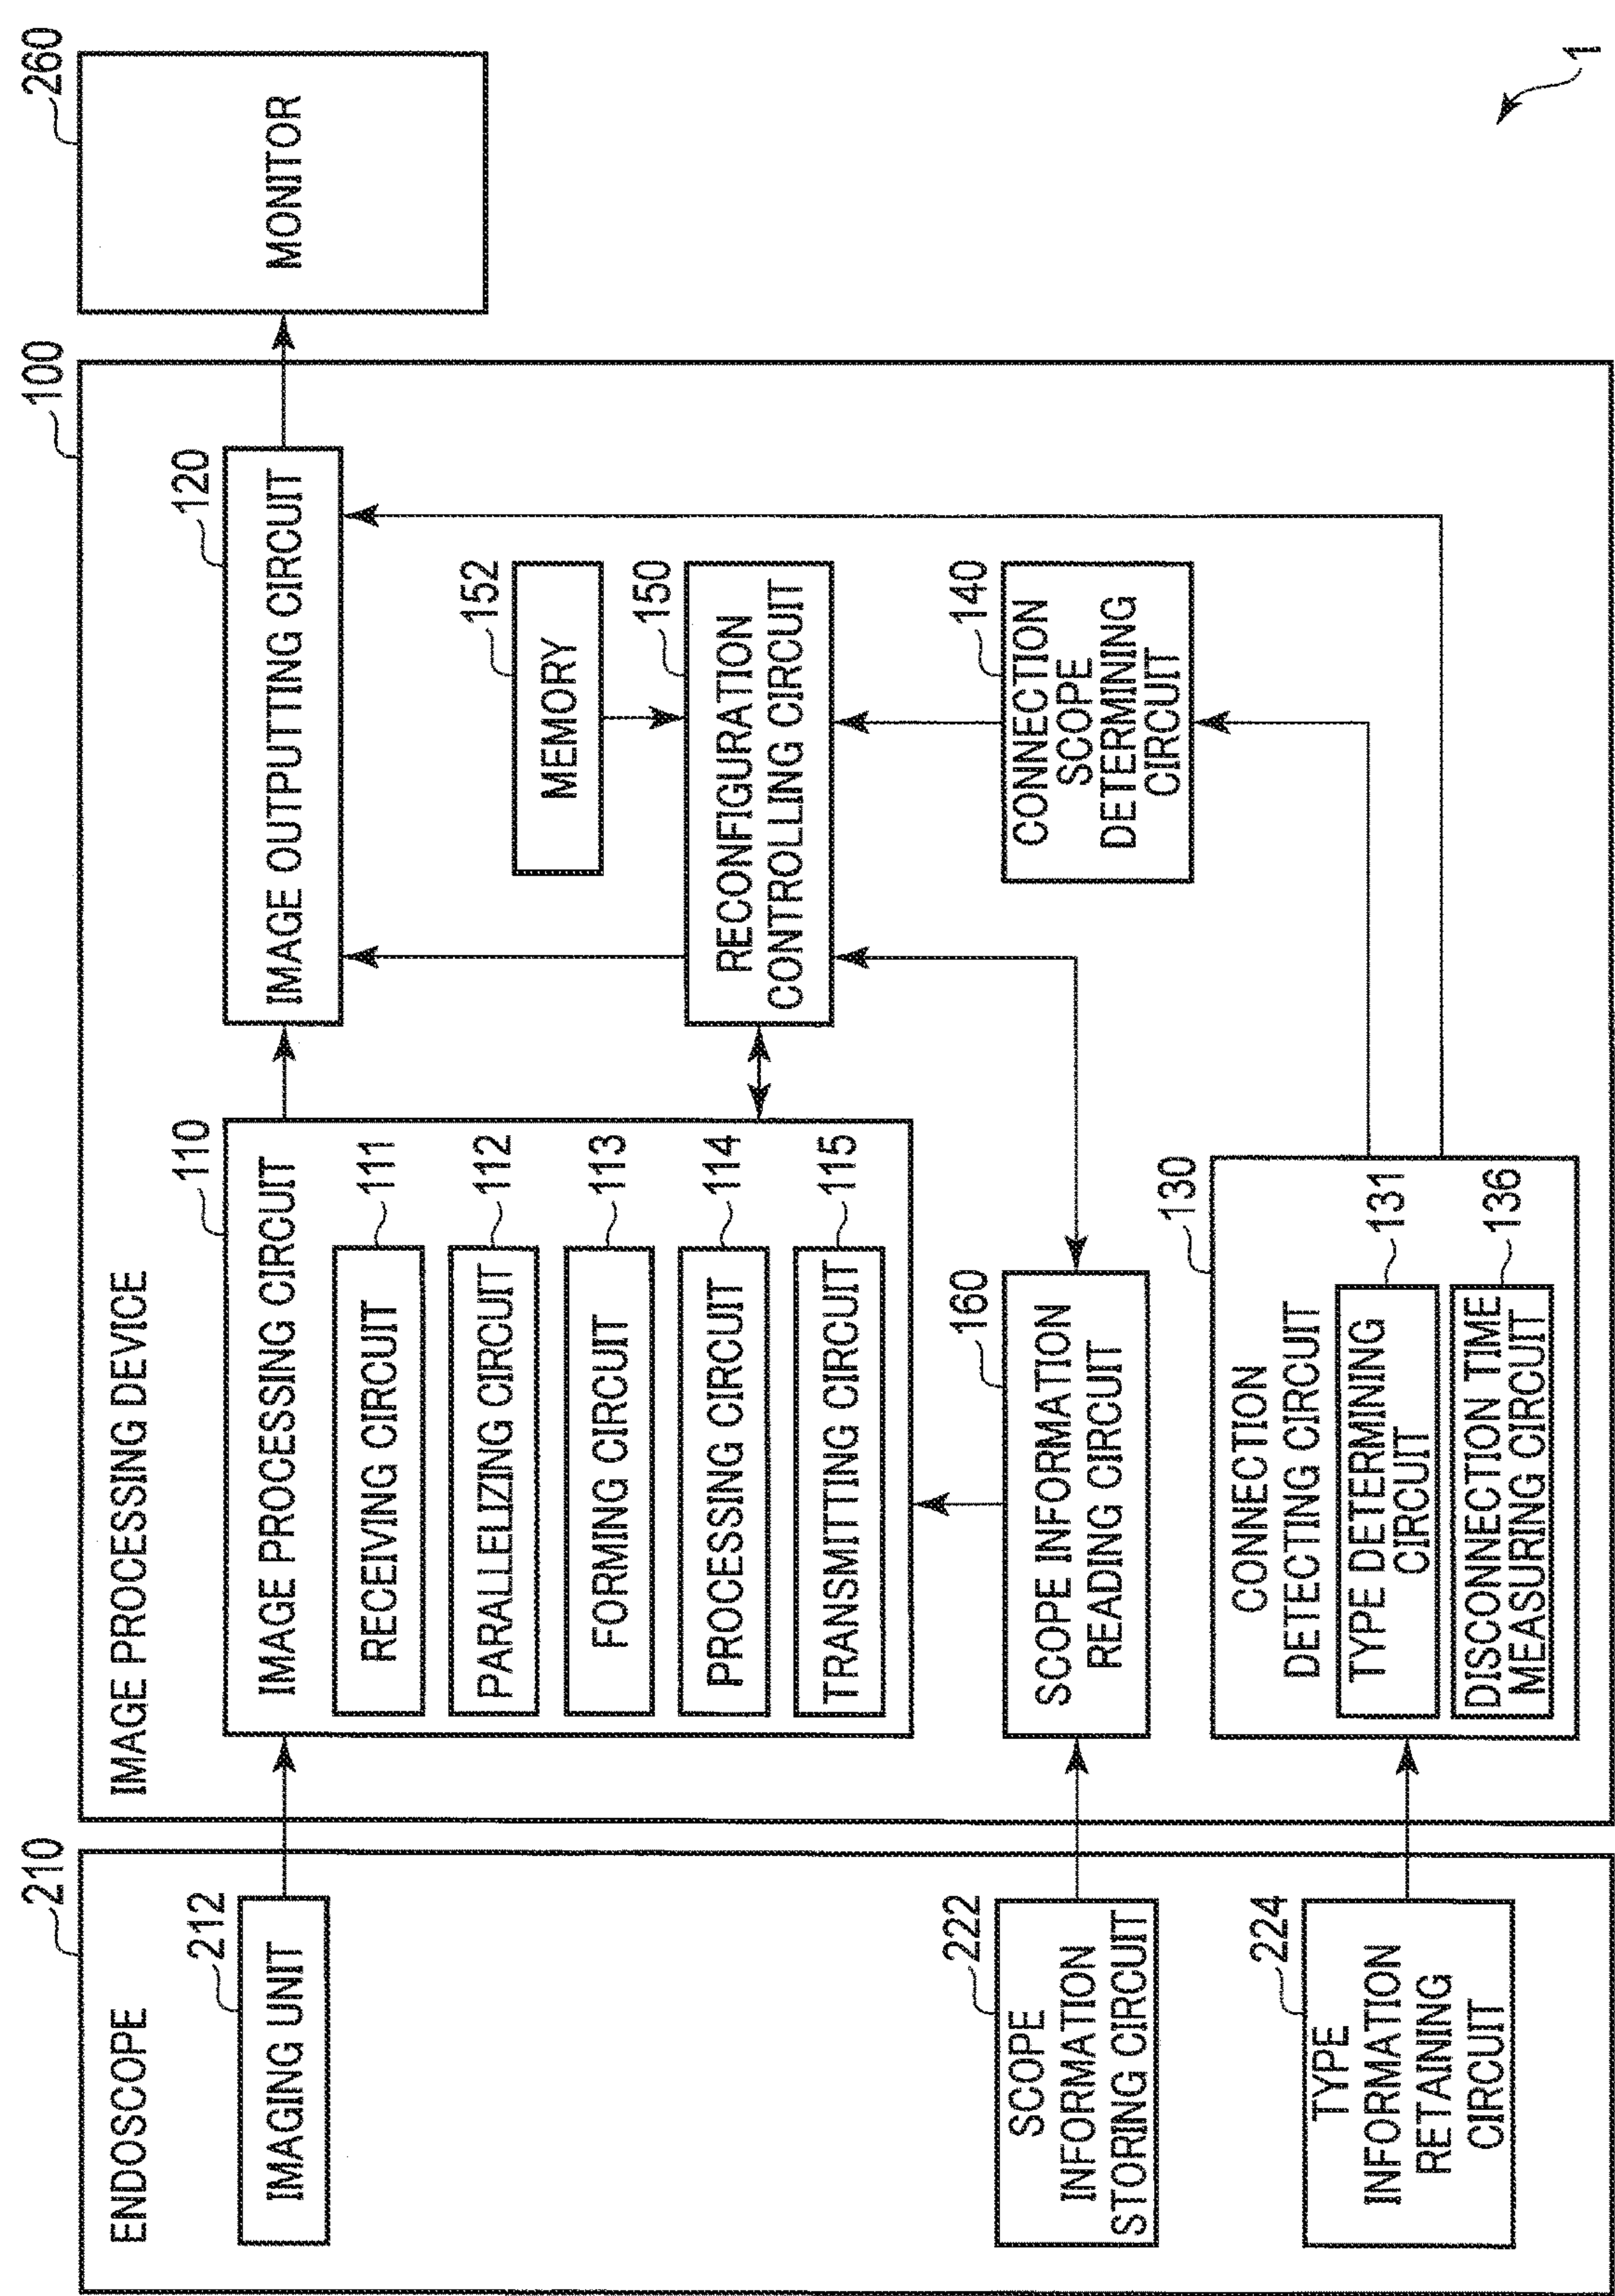 1
ENDOSCOPE
210
IMAGING UNIT
212
SCOPE
INFORMATION
STORING CIRCUIT
222
TYPE
INFORMATION
RETAINING
CIRCUIT
224
IMAGE PROCESSING DEVICE
100
IMAGE PROCESSING CIRCUIT
110
RECEIVING CIRCUIT
111
PARALLELIZING CIRCUIT
112
FORMING CIRCUIT
113
PROCESSING CIRCUIT
114
TRANSMITTING CIRCUIT
115
SCOPE INFORMATION
READING CIRCUIT
160
CONNECTION
DETECTING CIRCUIT
130
TYPE DETERMINING
CIRCUIT
131
DISCONNECTION TIME
MEASURING CIRCUIT
136
IMAGE OUTPUTTING CIRCUIT
120
MEMORY
152
RECONFIGURATION
CONTROLLING CIRCUIT
150
CONNECTION
SCOPE
DETERMINING
CIRCUIT
140
MONITOR
260